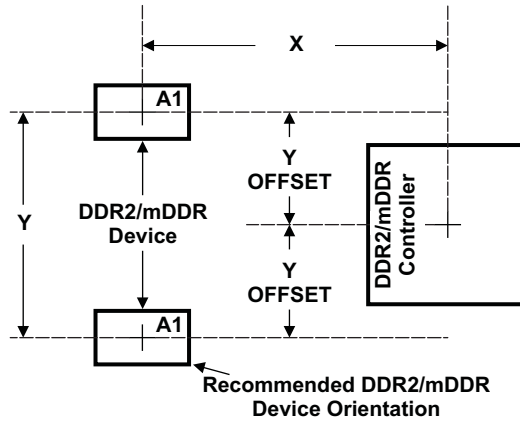 X
A1
Y
OFFSET
DDR2/mDDR
Controller
Y
DDR2/mDDR
Device
Y
OFFSET
A1
Recommended DDR2/mDDR
Device Orientation